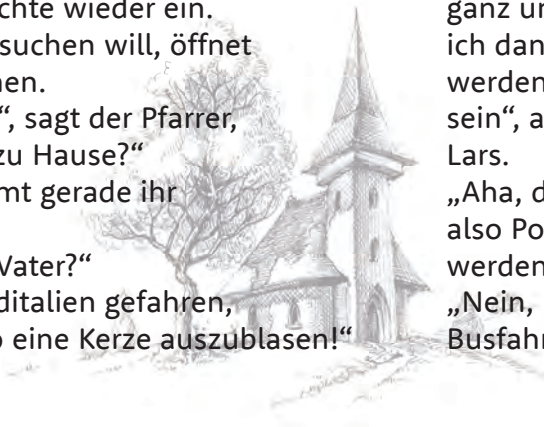 chte wieder ein.
suchen will, öffnet
nen.
“, sagt der Pfarrer,
zu Hause?“
mt gerade ihr
Vater?“
ditalien gefahren,
o eine Kerze auszublasen!“
ganz un
ich dan
werden
sein“, a
Lars.
„Aha, d
also Po
werden
„Nein,
Busfahr